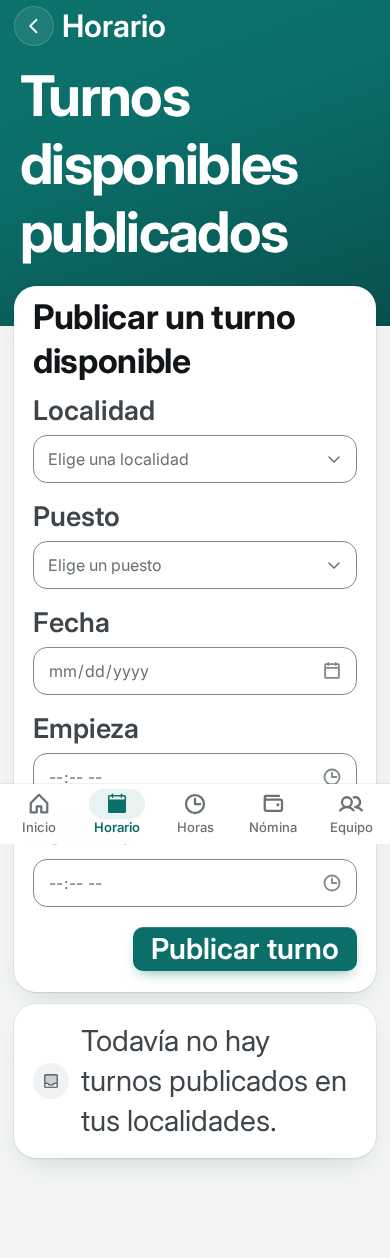 Horario
Turnos
disponibles
publicados
Publicar un turno
disponible
Localidad
Elige una localidad
Puesto
Elige un puesto
Fecha
mm/dd/yyyy
Empieza
--:-- --
Inicio
Horario
Horas
Nómina
Equipo
--:-- --
Publicar turno
Todavía no hay
turnos publicados en
tus localidades.